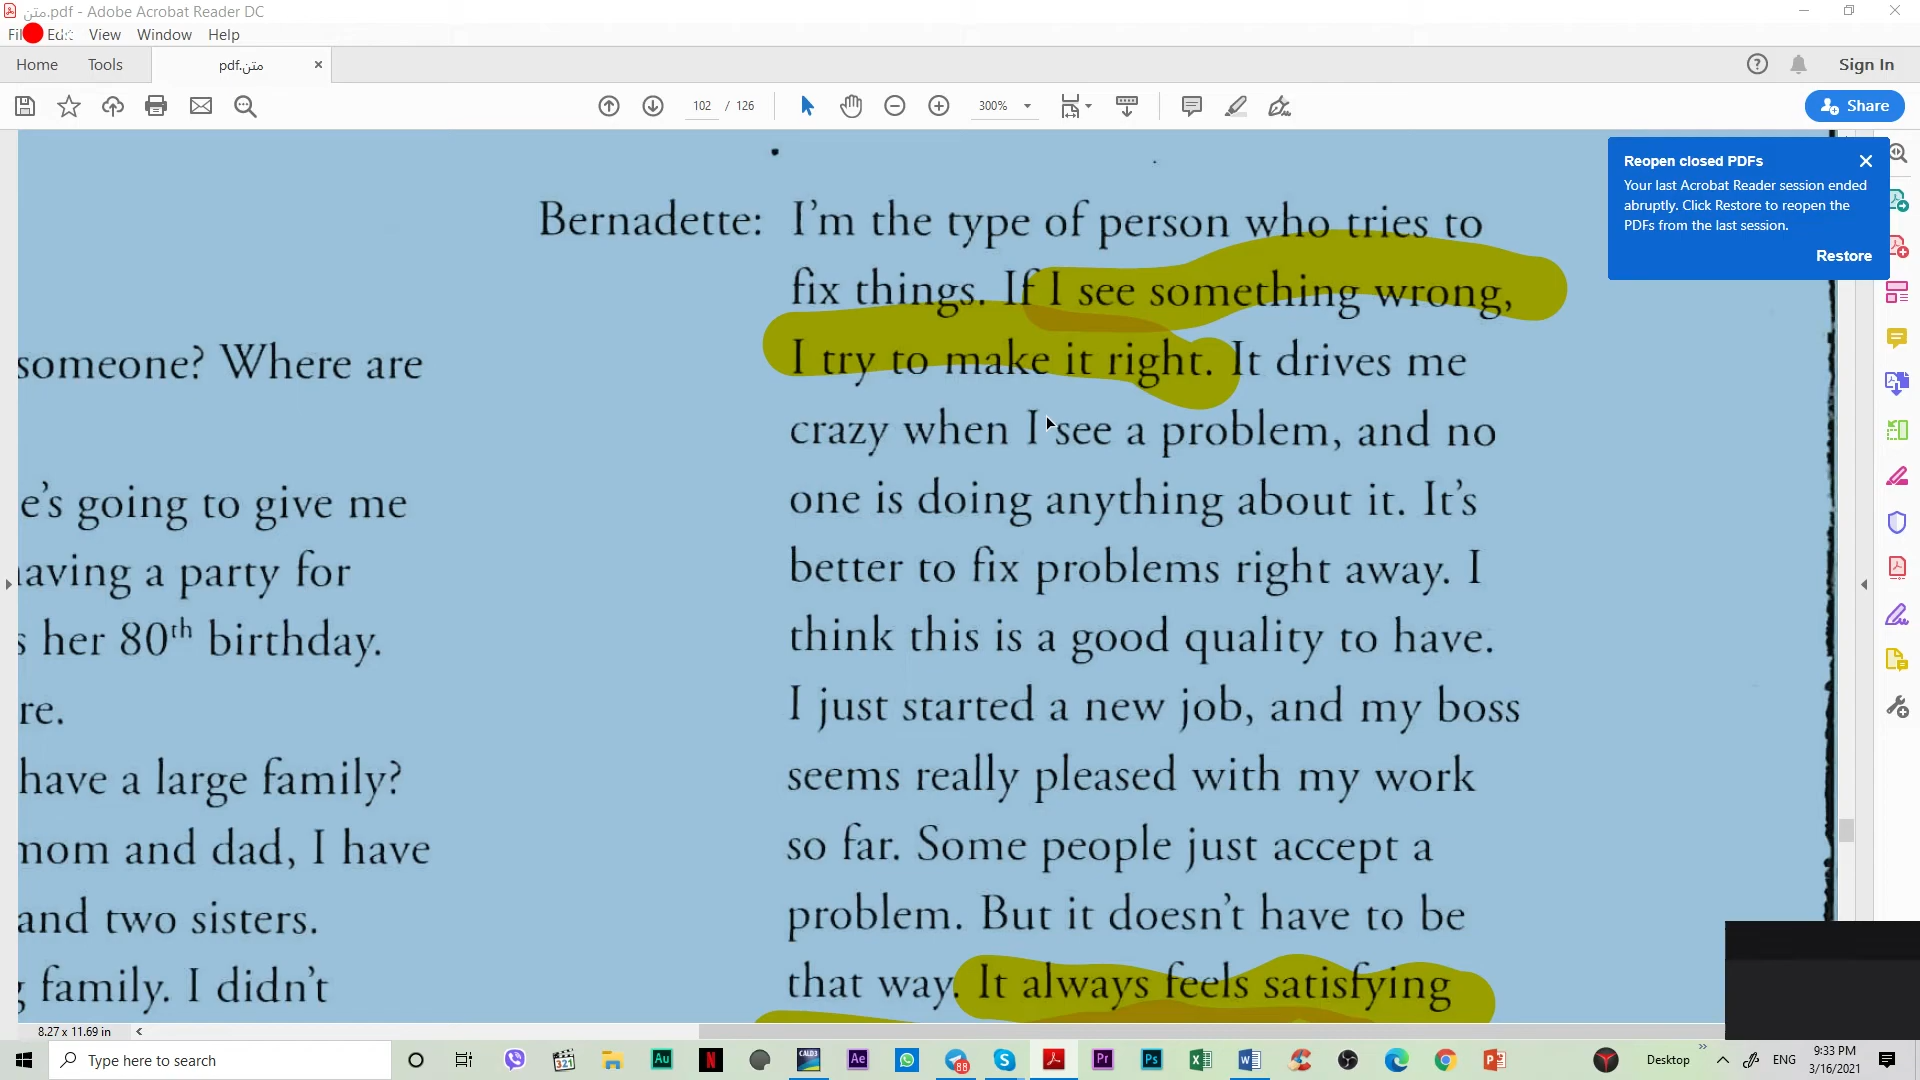 متن.pdf - Adobe Acrobat Reader DC
Edit View Window Help
Home Tools متن.pdf Sign In
102 / 126 300% Share
Reopen closed PDFs
Your last Acrobat Reader session ended
abruptly. Click Restore to reopen the
PDFs from the last session.
Restore
someone? Where are
going to give me
a party for
her 80th birthday.
have a large family?
and dad, I have
and two sisters.
family. I didn't
Bernadette: I'm the type of person who tries to
fix things. If I see something wrong,
I try to make it right. It drives me
crazy when I see a problem, and no
one is doing anything about it. It's
better to fix problems right away. I
think this is a good quality to have.
I just started a new job, and my boss
seems really pleased with my work
so far. Some people just accept a
problem. But it doesn't have to be
that way. It always feels satisfying
8.27 x 11.69 in
Type here to search
Desktop ENG 9:33 PM
3/16/2021